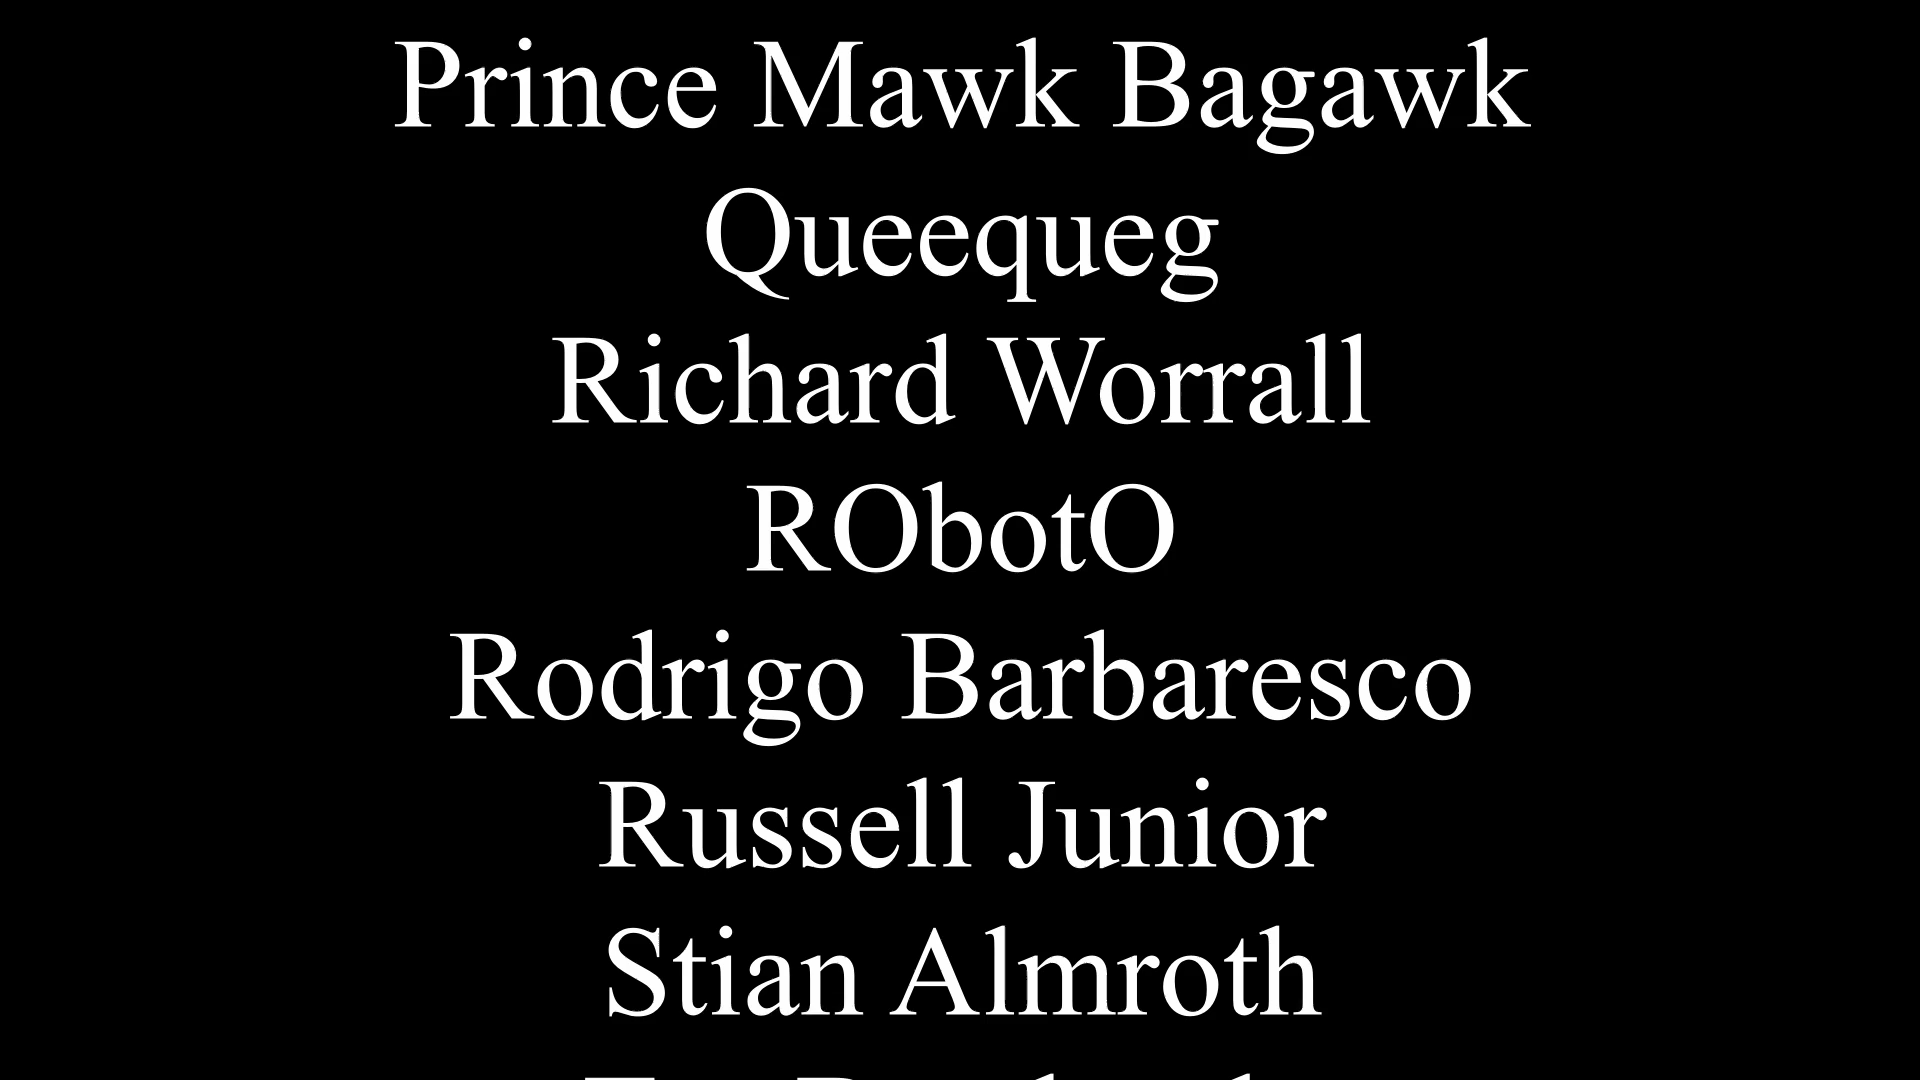 Prince Mawk Bagawk
Queequeg
Richard Worrall
RObotO
Rodrigo Barbaresco
Russell Junior
Stian Almroth